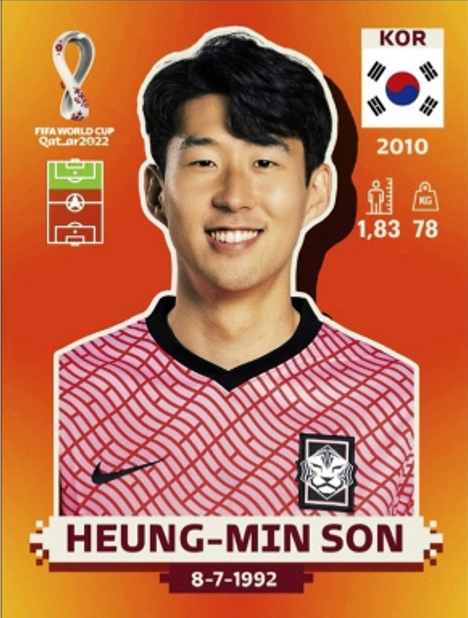 KOR
FIFA WORLD CUP
Qatar2022
2010
KG
1,83 78
HEUNG-MIN SON
8-7-1992